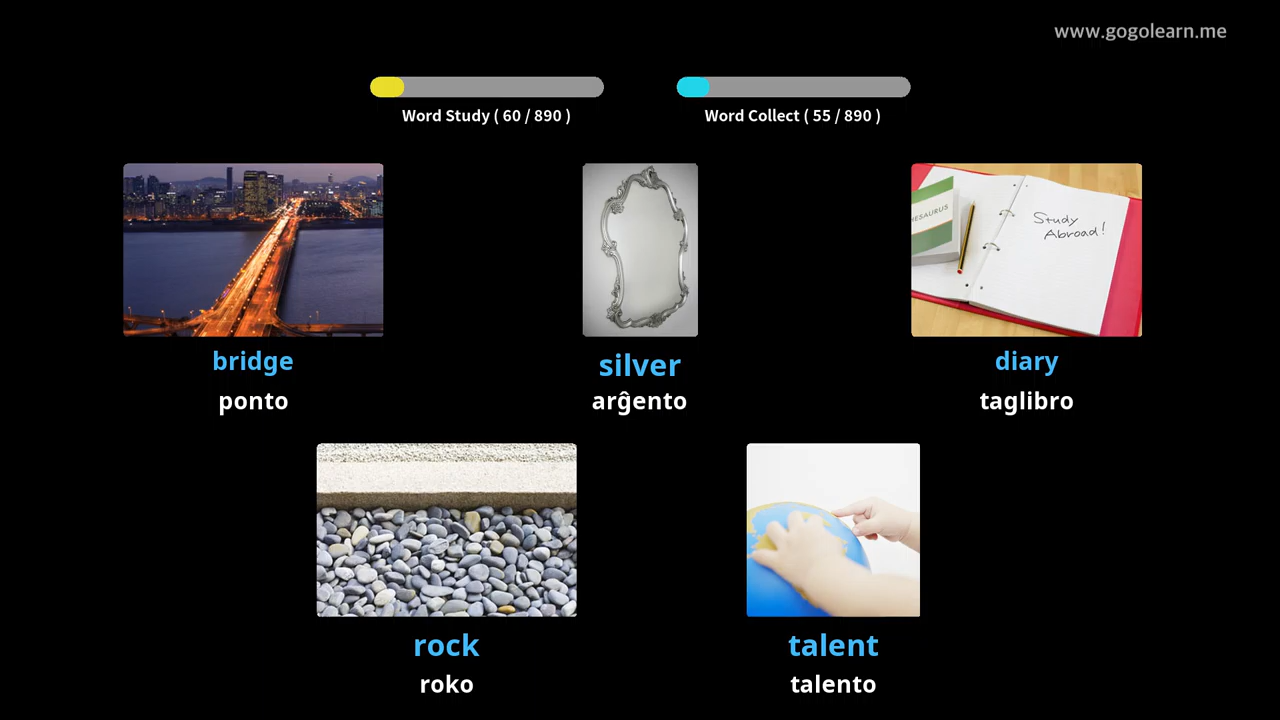 www.gogolearn.me
Word Study ( 60 / 890 )
Word Collect ( 55 / 890 )
ESAURUS
Study
Abroad!
bridge
silver
diary
ponto
arĝento
taglibro
rock
talent
roko
talento